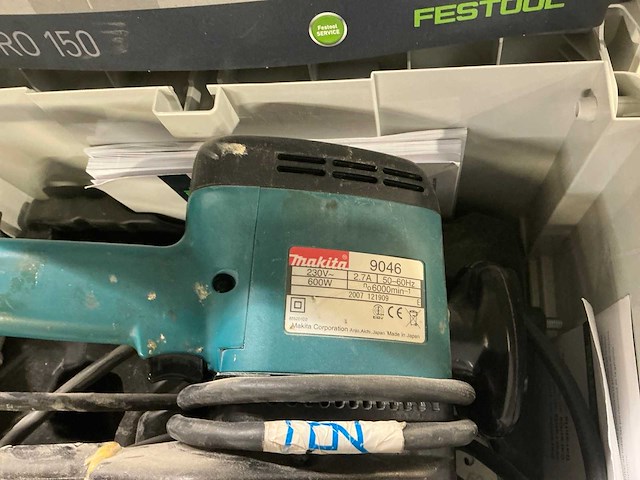 FESTOOL
RO 150
Festool
SERVICE
Makita 9046
230V~ 2.7A 50-60Hz
600W n₀6000min⁻¹
2007 121909 E
CE
Makita Corporation Anjo, Aichi, Japan Made in Japan